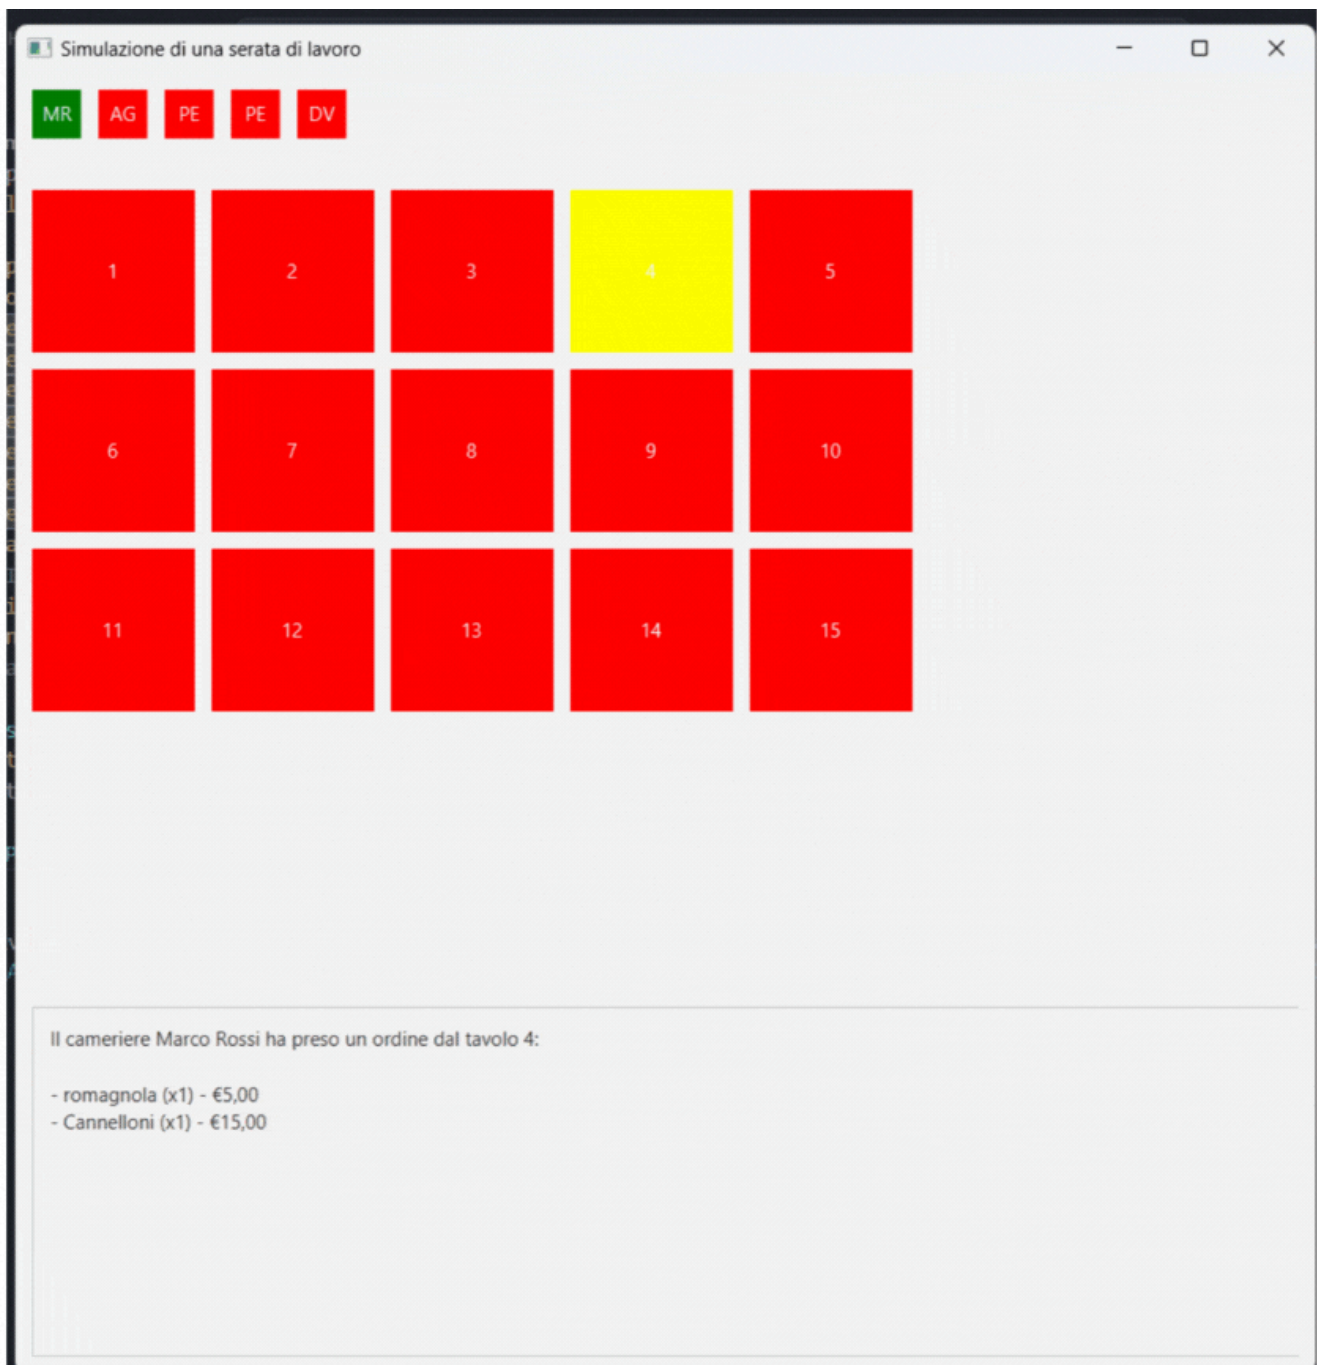 Simulazione di una serata di lavoro
MR AG PE PE DV
1 2 3 4 5
6 7 8 9 10
11 12 13 14 15
Il cameriere Marco Rossi ha preso un ordine dal tavolo 4:
- romagnola (x1) - €5,00
- Cannelloni (x1) - €15,00